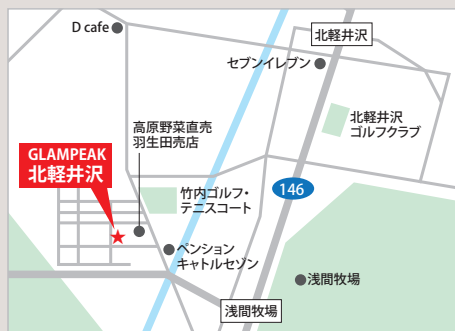 D cafe
北軽井沢
セブンイレブン
高原野菜直売
羽生田売店
北軽井沢
ゴルフクラブ
GLAMPEAK
北軽井沢
竹内ゴルフ・
テニスコート
146
ペンション
キャトルセゾン
浅間牧場
浅間牧場